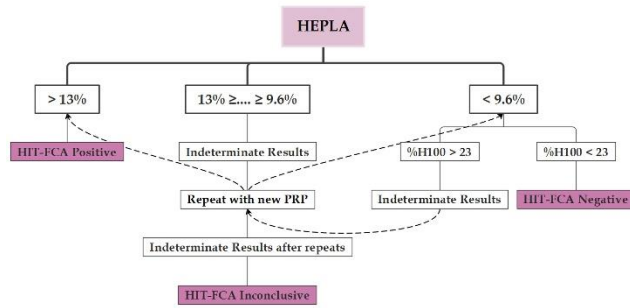 HEPLA
> 13%
13% ≥.... ≥ 9.6%
< 9.6%
HIT-FCA Positive
Indeterminate Results
%H100 > 23
%H100 < 23
Repeat with new PRP
Indeterminate Results
HIT-FCA Negative
Indeterminate Results after repeats
HIT-FCA Inconclusive